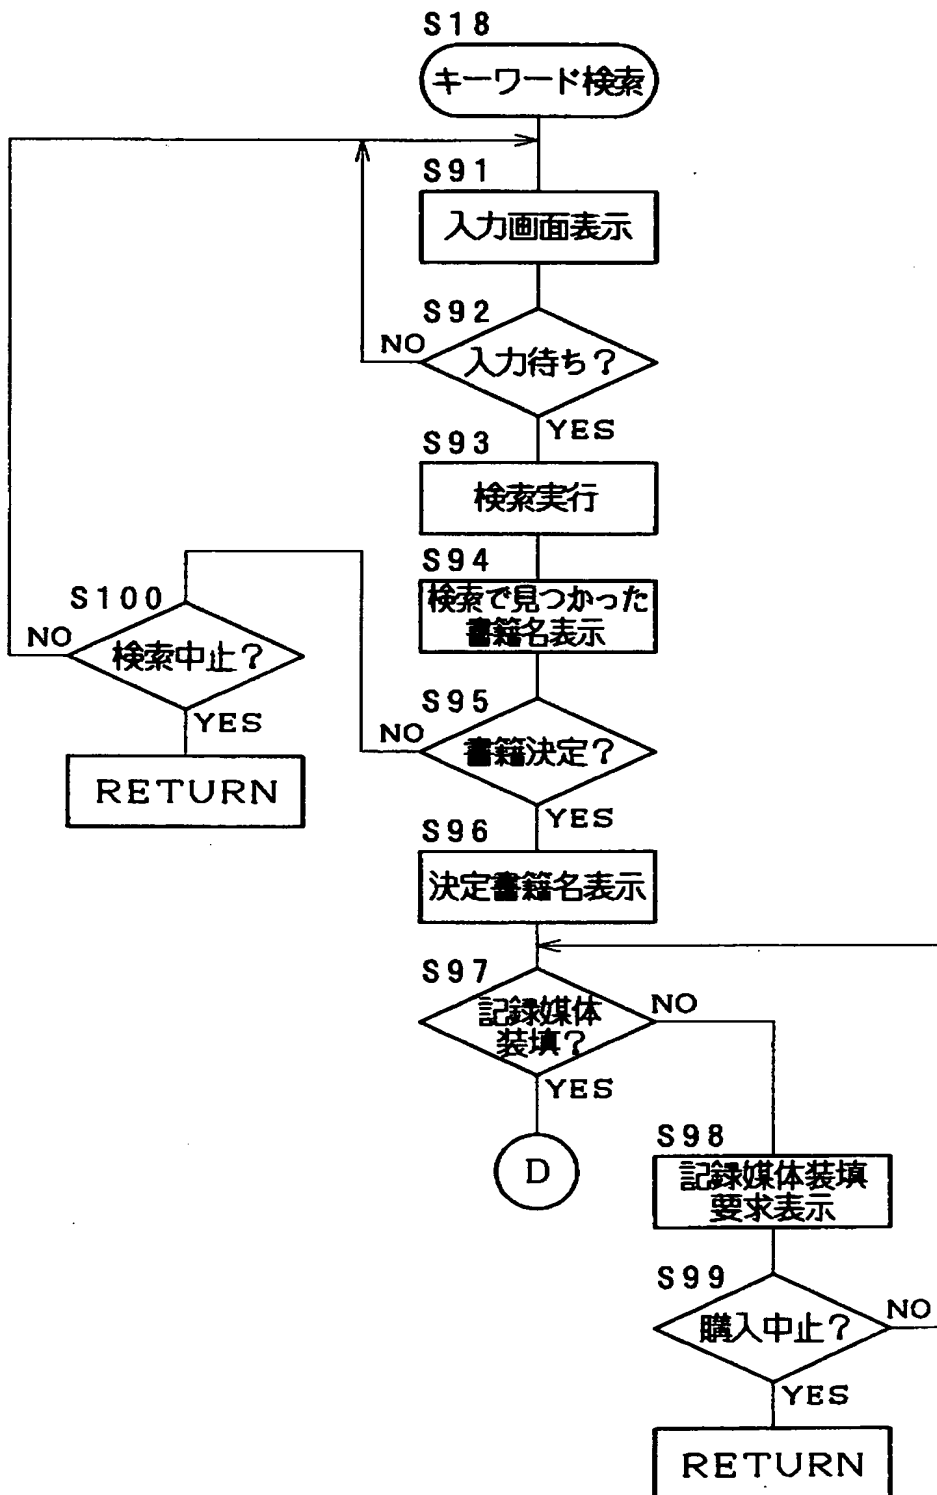 S18
キーワード検索
S91
入力画面表示
S92
NO
入力待ち?
YES
S93
検索実行
S94
検索で見つかった
書籍名表示
S100
NO
検索中止?
YES
RETURN
S95
NO
書籍決定?
YES
S96
決定書籍名表示
S97
記録媒体
装填?
NO
YES
D
S98
記録媒体装填
要求表示
S99
購入中止?
NO
YES
RETURN